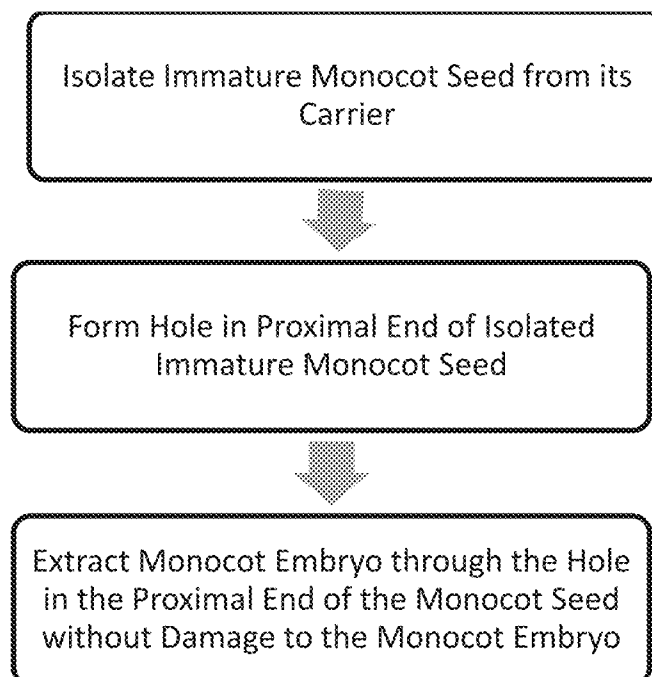 Isolate Immature Monocot Seed from its
Carrier
Form Hole in Proximal End of Isolated
Immature Monocot Seed
Extract Monocot Embryo through the Hole
in the Proximal End of the Monocot Seed
without Damage to the Monocot Embryo